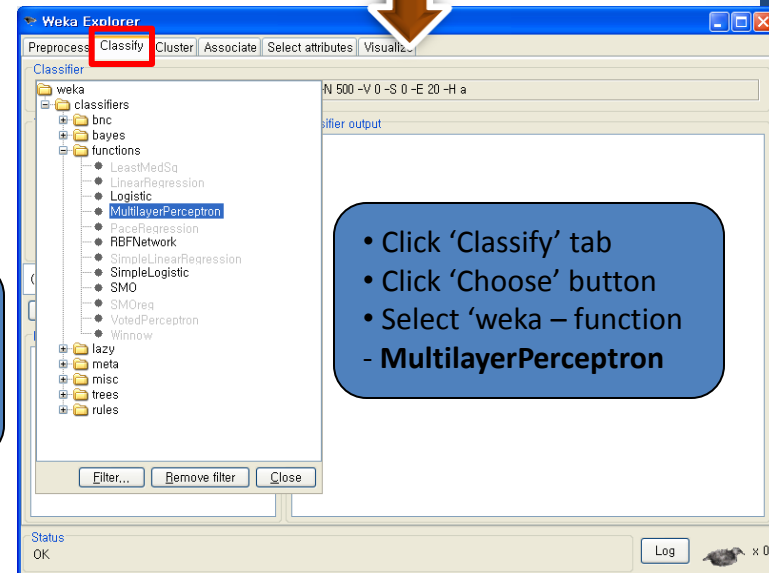 Weka Explorer
Preprocess Classify Cluster Associate Select attributes Visualize
Classifier
-N 500 -V 0 -S 0 -E 20 -H a
weka
classifiers
bnc
bayes
functions
LeastMedSq
LinearRegression
Logistic
MultilayerPerceptron
PaceRegression
RBFNetwork
SimpleLinearRegression
SimpleLogistic
SMO
SMOreg
VotedPerceptron
Winnow
lazy
meta
misc
trees
rules
Filter... Remove filter Close
sifier output
• Click ‘Classify’ tab
• Click ‘Choose’ button
• Select ‘weka – function
- MultilayerPerceptron
Status
OK
Log x 0